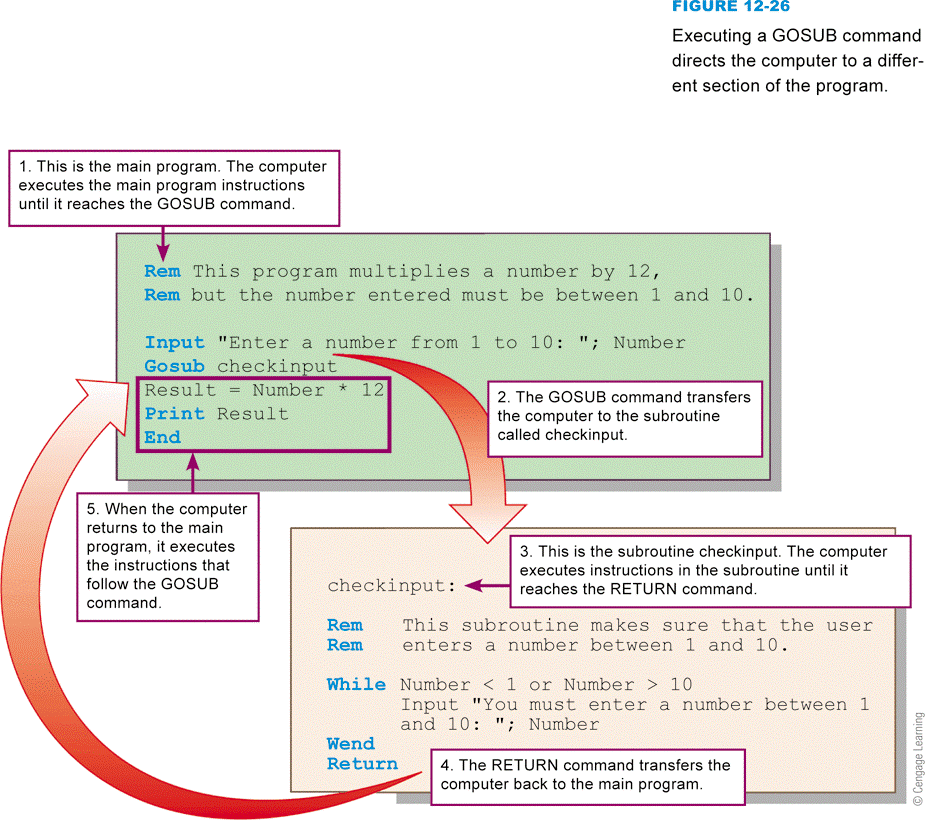 FIGURE 12-26
Executing a GOSUB command
directs the computer to a differ-
ent section of the program.
1. This is the main program. The computer
executes the main program instructions
until it reaches the GOSUB command.
Rem This program multiplies a number by 12,
Rem but the number entered must be between 1 and 10.
Input "Enter a number from 1 to 10: "; Number
Gosub checkinput
Result = Number * 12
Print Result
End
2. The GOSUB command transfers
the computer to the subroutine
called checkinput.
5. When the computer
returns to the main
program, it executes
the instructions that
follow the GOSUB
command.
3. This is the subroutine checkinput. The computer
executes instructions in the subroutine until it
reaches the RETURN command.
checkinput:
Rem This subroutine makes sure that the user
Rem enters a number between 1 and 10.
While Number < 1 or Number > 10
Input "You must enter a number between 1
and 10: "; Number
Wend
Return
4. The RETURN command transfers the
computer back to the main program.
© Cengage Learning